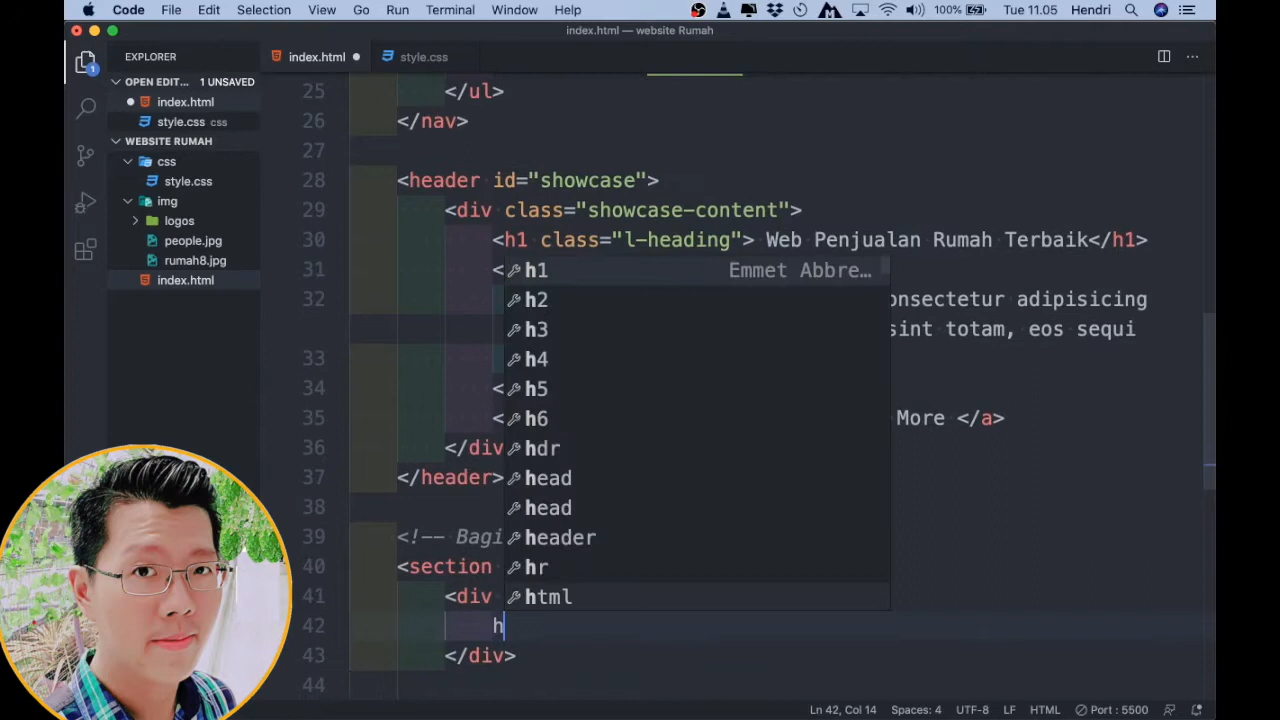 Code File Edit Selection View Go Run Terminal Window Help 100% Tue 11.05 Hendri
index.html — website Rumah
EXPLORER
OPEN EDIT... 1 UNSAVED
index.html
style.css css
WEBSITE RUMAH
css
style.css
img
logos
people.jpg
rumah8.jpg
index.html
1
index.html
style.css
25 </ul>
26 </nav>
27
28 <header id="showcase">
29 <div class="showcase-content">
30 <h1 class="l-heading"> Web Penjualan Rumah Terbaik</h1>
31 <
32 onsectetur adipisicing
sint totam, eos sequi
33
34 <
35 < More </a>
36 </div
37 </header>
38
39 <!-- Bagi
40 <section
41 <div
42 h
43 </div>
44
h1 Emmet Abbre...
h2
h3
h4
h5
h6
hdr
head
head
header
hr
html
Ln 42, Col 14 Spaces: 4 UTF-8 LF HTML Port : 5500